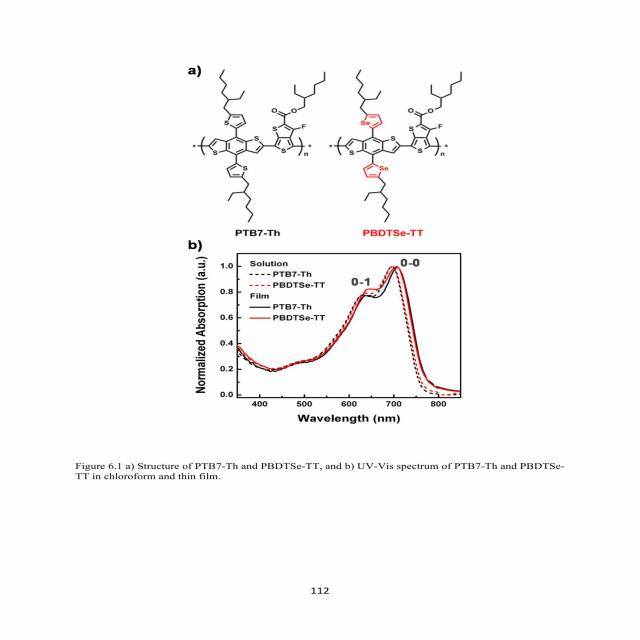 a)
S
O
O
F
S
S
S
S
S
S
*
*
n
PTB7-Th
Se
O
O
F
S
S
S
S
Se
*
*
n
PBDTSe-TT
b)
Normalized Absorption (a.u.)
1.0
0.8
0.6
0.4
0.2
0.0
Solution
PTB7-Th
PBDTSe-TT
Film
PTB7-Th
PBDTSe-TT
0-1
0-0
400 500 600 700 800
Wavelength (nm)
Figure 6.1 a) Structure of PTB7-Th and PBDTSe-TT, and b) UV-Vis spectrum of PTB7-Th and PBDTSe-
TT in chloroform and thin film.
112